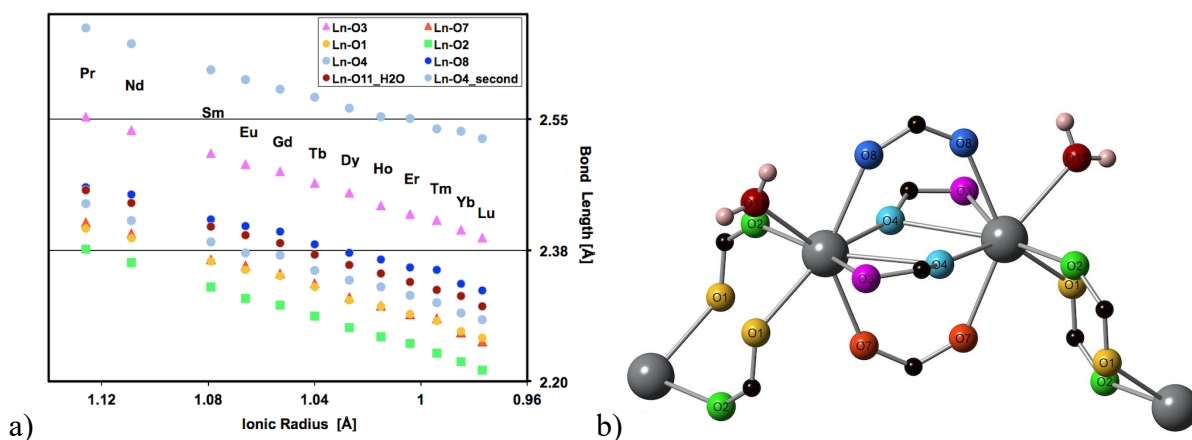 Ln-O3 Ln-O7
Ln-O1 Ln-O2
Ln-O4 Ln-O8
Ln-O11_H2O Ln-O4_second
Pr
Nd
Sm
Eu
Gd
Tb
Dy
Ho
Er
Tm
Yb
Lu
2.55
2.38
2.20
Bond Length [Å]
1.12 1.08 1.04 1 0.96
Ionic Radius [Å]
a)
O8 O8
O3
O2 O4
O4 O2
O3 O1
O1
O1
O7 O7
O1
O2 O2
b)